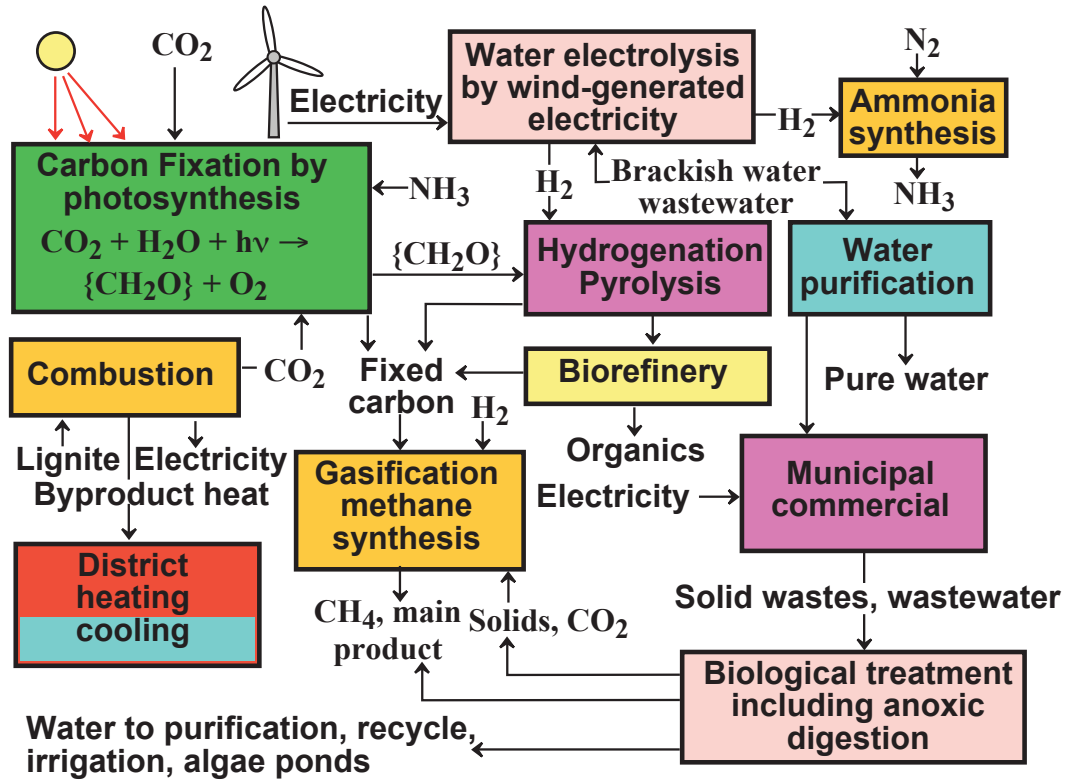 CO₂
Electricity
Water electrolysis
by wind-generated
electricity
H₂
N₂
Ammonia
synthesis
NH₃
Carbon Fixation by
photosynthesis
CO₂ + H₂O + hν →
{CH₂O} + O₂
NH₃
H₂
Brackish water
wastewater
{CH₂O}
Hydrogenation
Pyrolysis
Water
purification
Combustion
CO₂
Fixed
carbon
Biorefinery
Pure water
H₂
Organics
Lignite
Electricity
Byproduct heat
Gasification
methane
synthesis
Electricity
Municipal
commercial
District
heating
cooling
CH₄, main
product
Solids, CO₂
Solid wastes, wastewater
Biological treatment
including anoxic
digestion
Water to purification, recycle,
irrigation, algae ponds